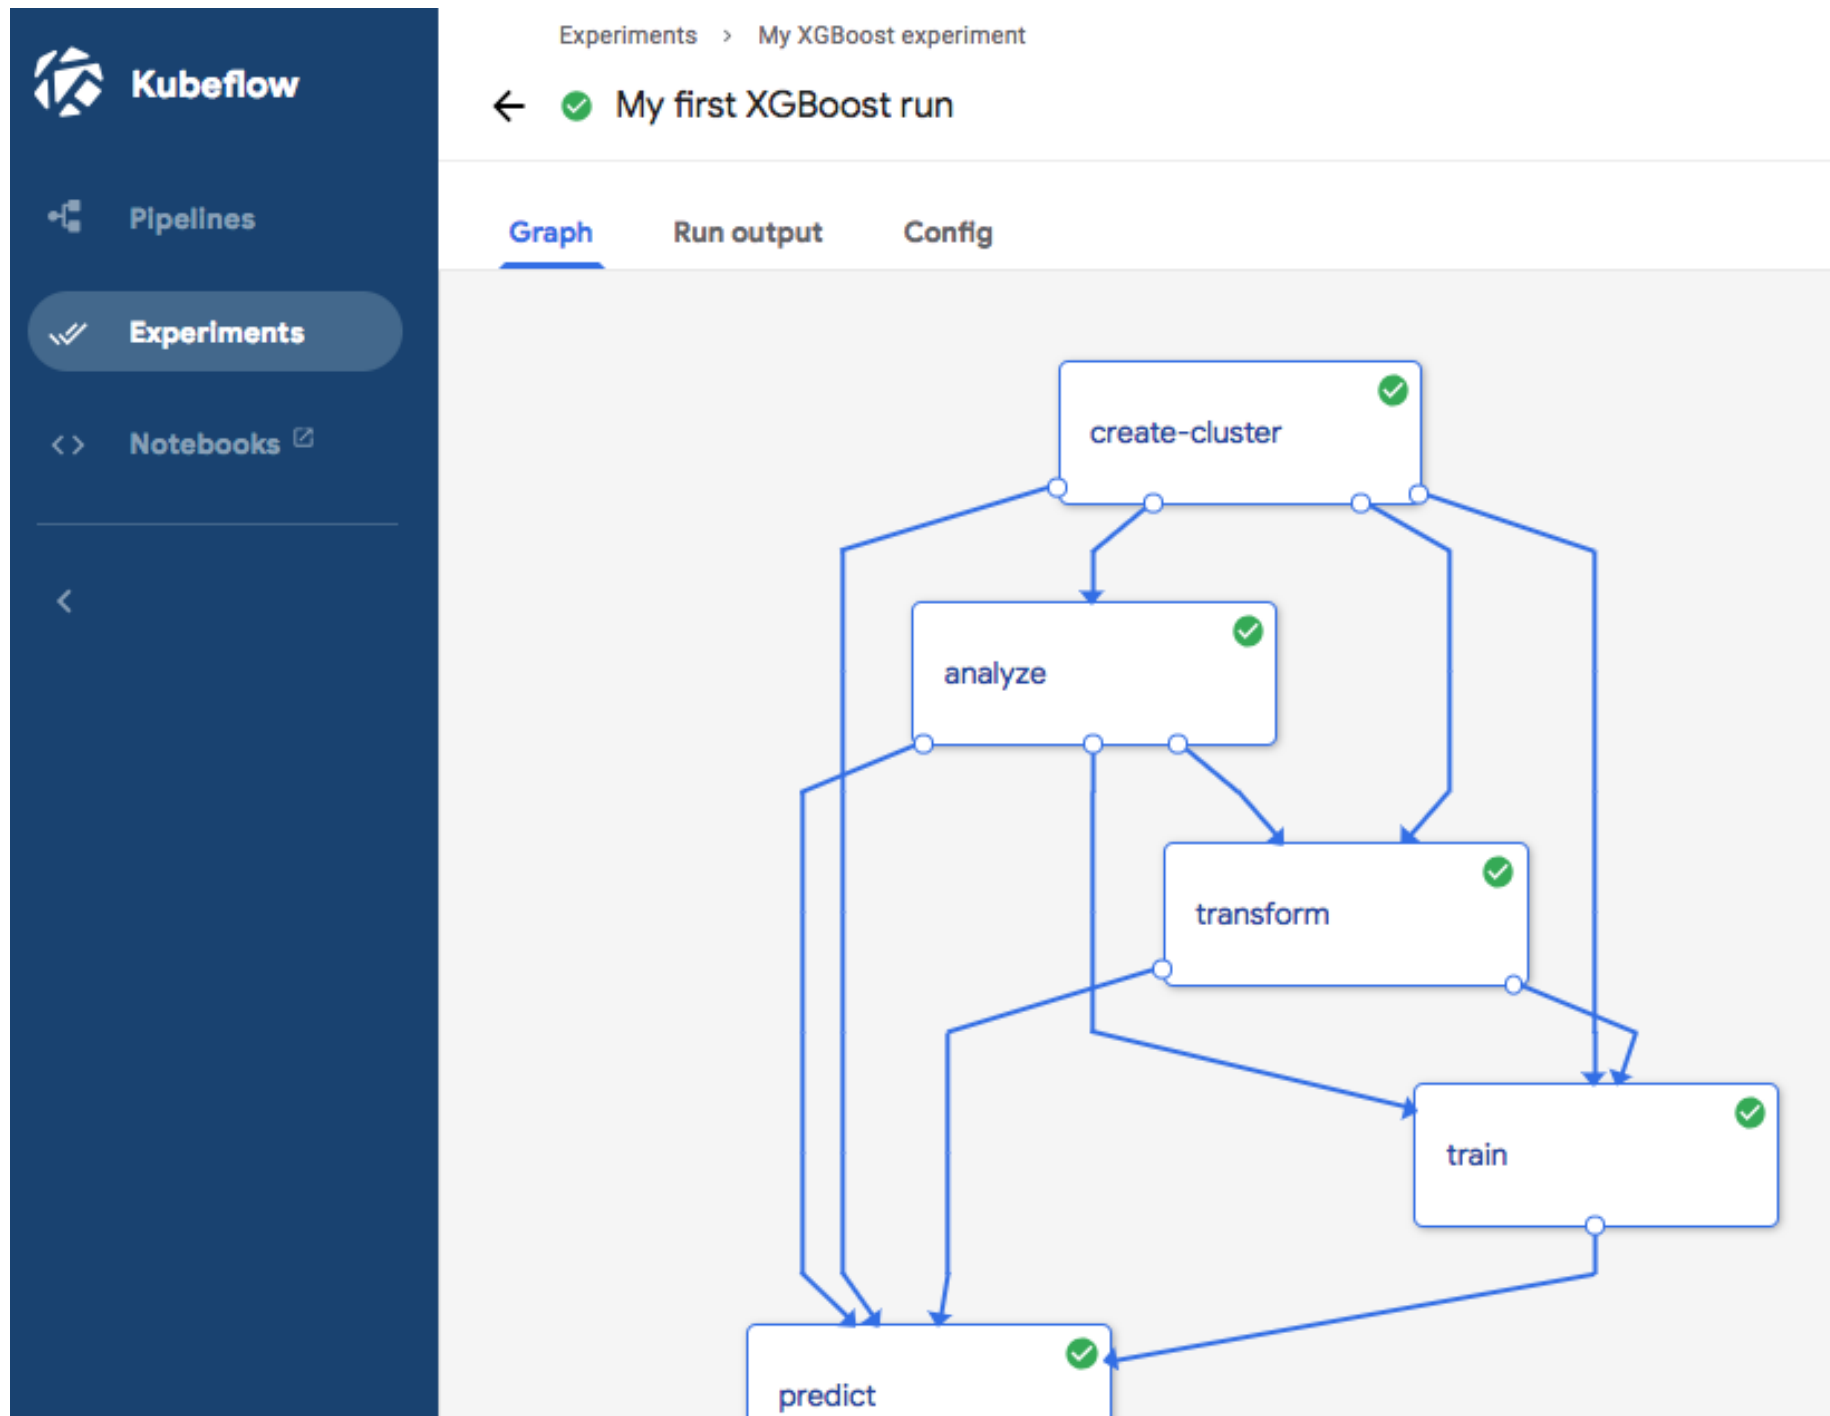 Kubeflow
Pipelines
Experiments
Notebooks
Experiments > My XGBoost experiment
My first XGBoost run
Graph Run output Config
create-cluster
analyze
transform
train
predict